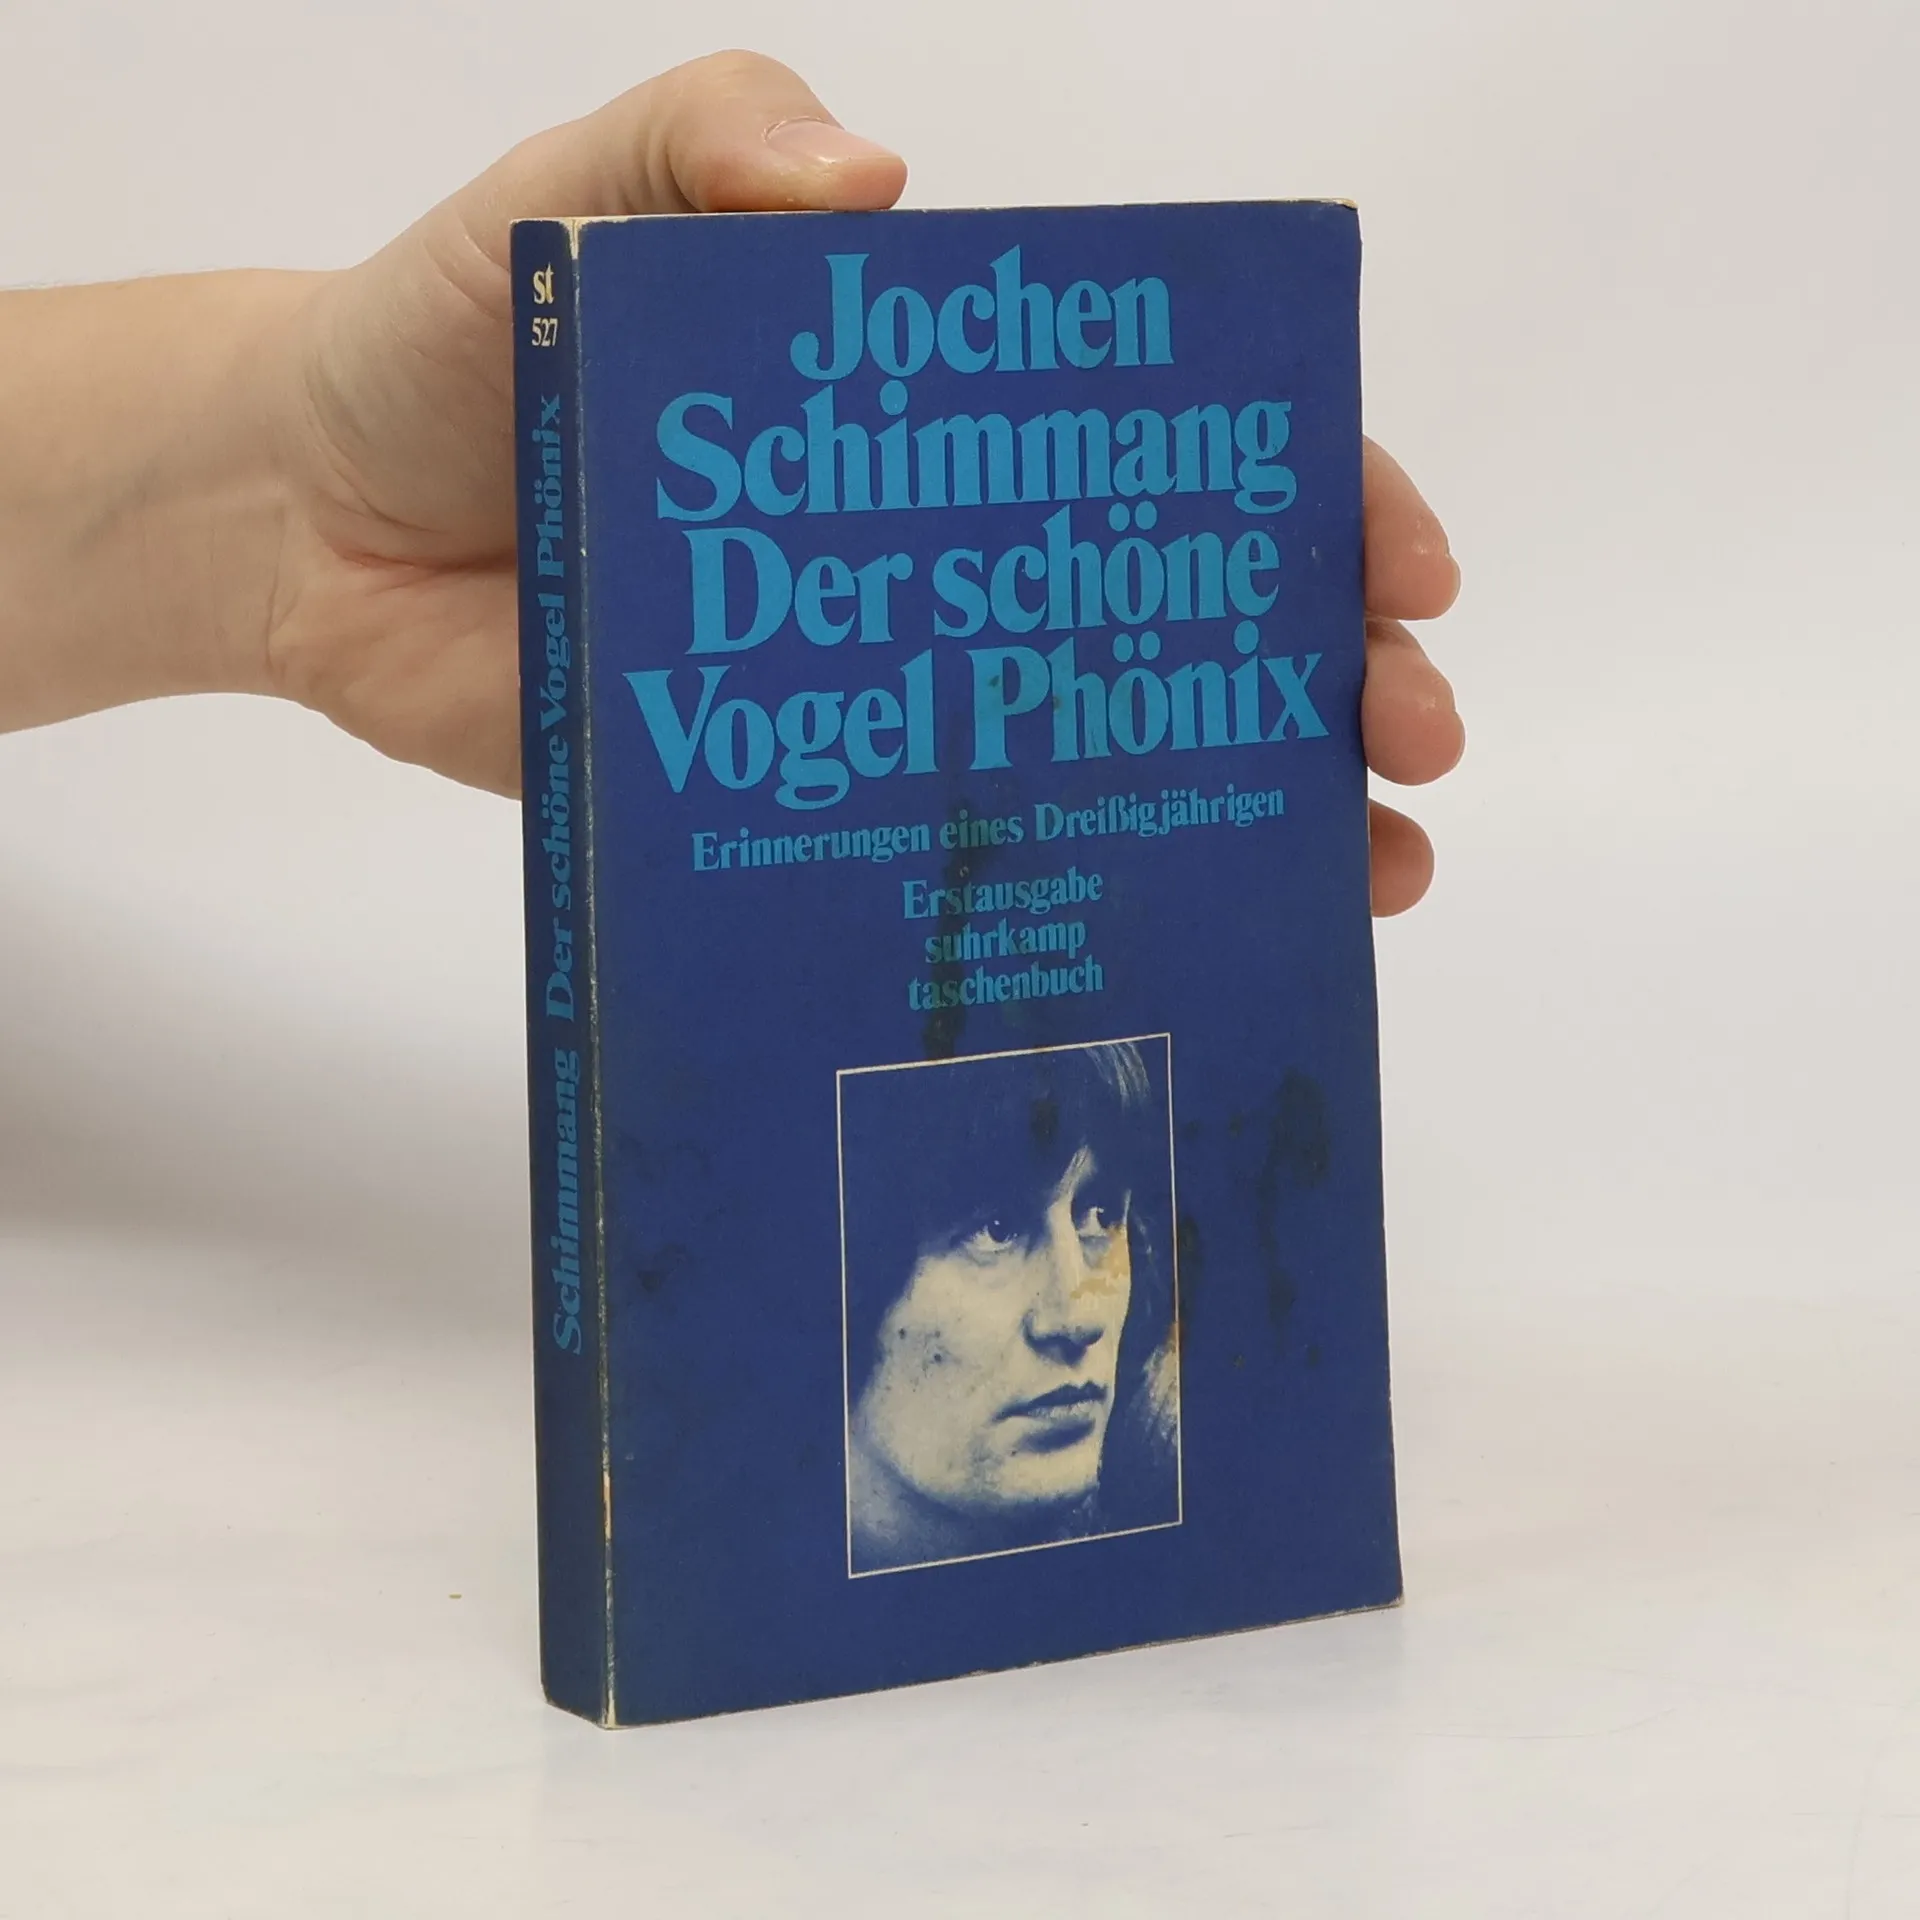 st
527
Schimmang Der schöne Vogel Phönix
Jochen
Schimmang
Der schöne
Vogel Phönix
Erinnerungen eines Dreißigjährigen
Erstausgabe
suhrkamp
taschenbuch